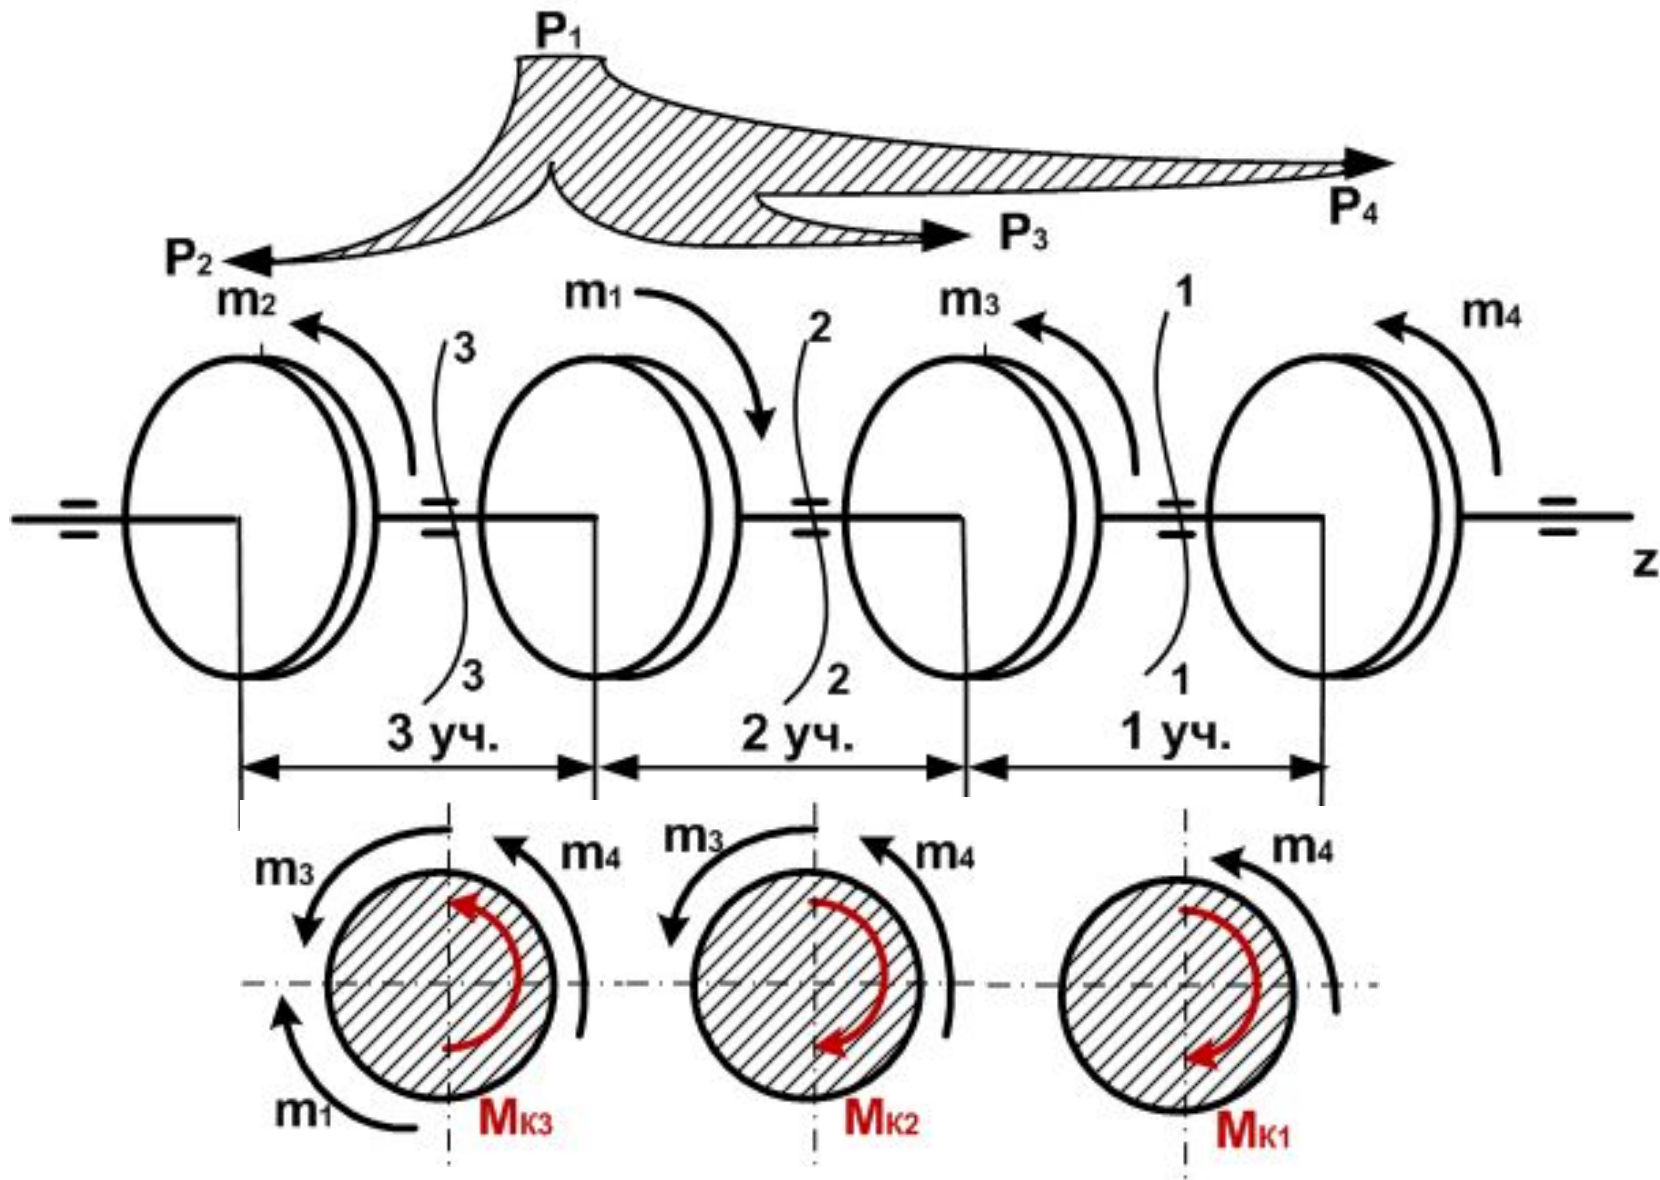 P₁
P₂ P₃ P₄
m₂ m₁ m₃ 1 m₄
3 2
z
3 2 1
3 уч. 2 уч. 1 уч.
m₃ m₄ m₃ m₄ m₄
m₁ Mк3 Mк2 Mк1